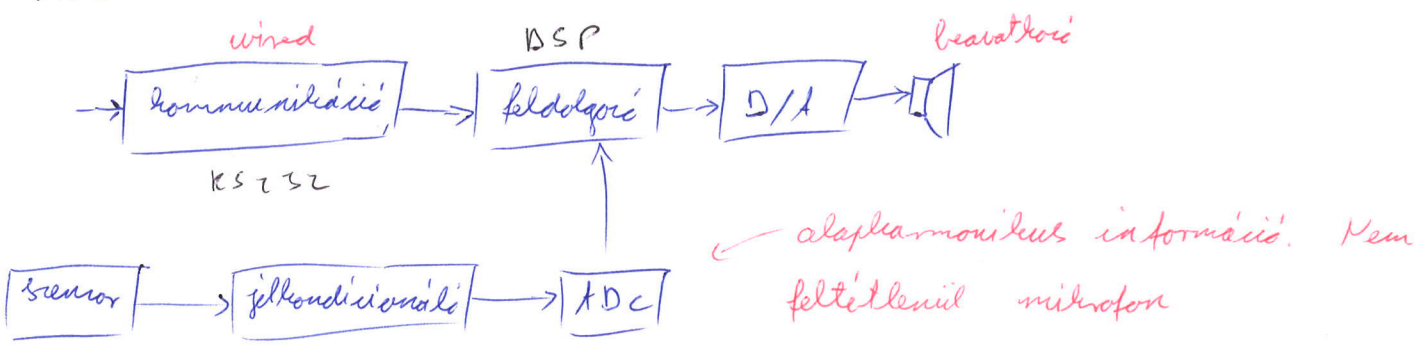 wired DSP beavatkozó
kommunikáció feldolgozó D/A
RS232
alapharmonikus információ. Nem
szenzor jelkondicionáló ADC feltétlenül mikrofon